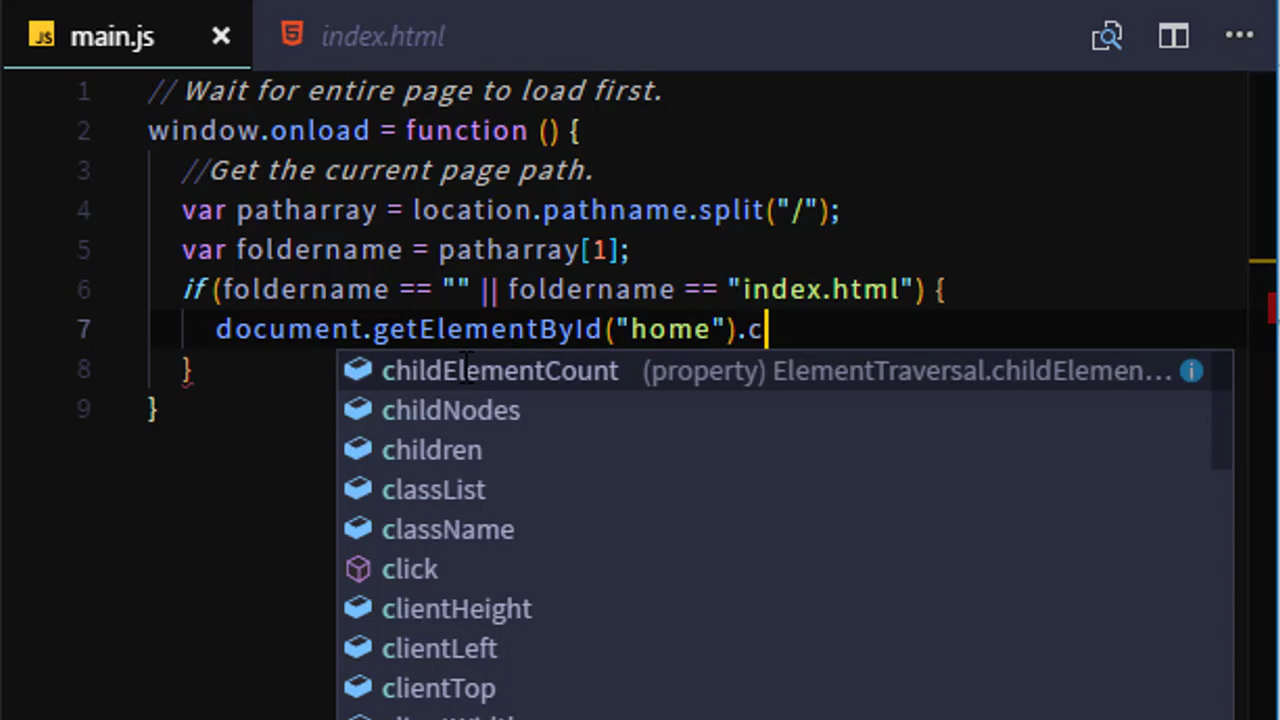 JS main.js × index.html
1 // Wait for entire page to load first.
2 window.onload = function () {
3 //Get the current page path.
4 var patharray = location.pathname.split("/");
5 var foldername = patharray[1];
6 if (foldername == "" || foldername == "index.html") {
7 document.getElementById("home").c
8 }
childElementCount (property) ElementTraversal.childElemen...
9 }
childNodes
children
classList
className
click
clientHeight
clientLeft
clientTop